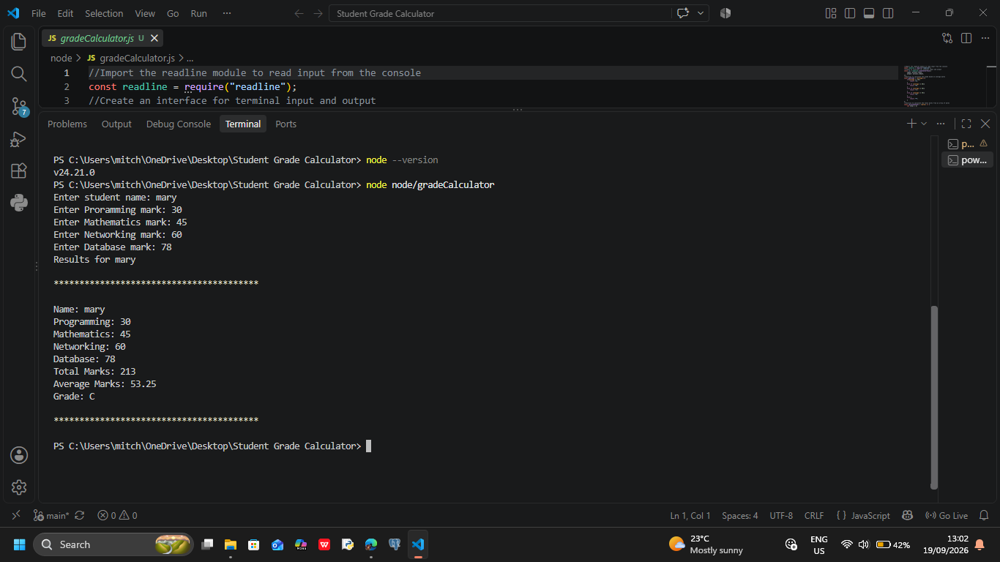 File Edit Selection View Go Run ··· Student Grade Calculator
JS gradeCalculator.js U
node > JS gradeCalculator.js > ...
1 //Import the readline module to read input from the console
2 const readline = require("readline");
3 //Create an interface for terminal input and output
7
Problems Output Debug Console Terminal Ports
p...
pow...
PS C:\Users\mitch\OneDrive\Desktop\Student Grade Calculator> node --version
v24.21.0
PS C:\Users\mitch\OneDrive\Desktop\Student Grade Calculator> node node/gradeCalculator
Enter student name: mary
Enter Proramming mark: 30
Enter Mathematics mark: 45
Enter Networking mark: 60
Enter Database mark: 78
Results for mary
****************************************
Name: mary
Programming: 30
Mathematics: 45
Networking: 60
Database: 78
Total Marks: 213
Average Marks: 53.25
Grade: C
****************************************
PS C:\Users\mitch\OneDrive\Desktop\Student Grade Calculator>
main* 0 0 Ln 1, Col 1 Spaces: 4 UTF-8 CRLF { } JavaScript Go Live
Search
23°C
Mostly sunny
ENG
US
42%
13:02
19/09/2026